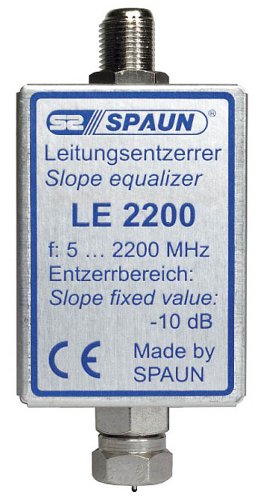 SPAUN®
Leitungsentzerrer
Slope equalizer
LE 2200
f: 5 ... 2200 MHz
Entzerrbereich:
Slope fixed value:
-10 dB
CE Made by
SPAUN